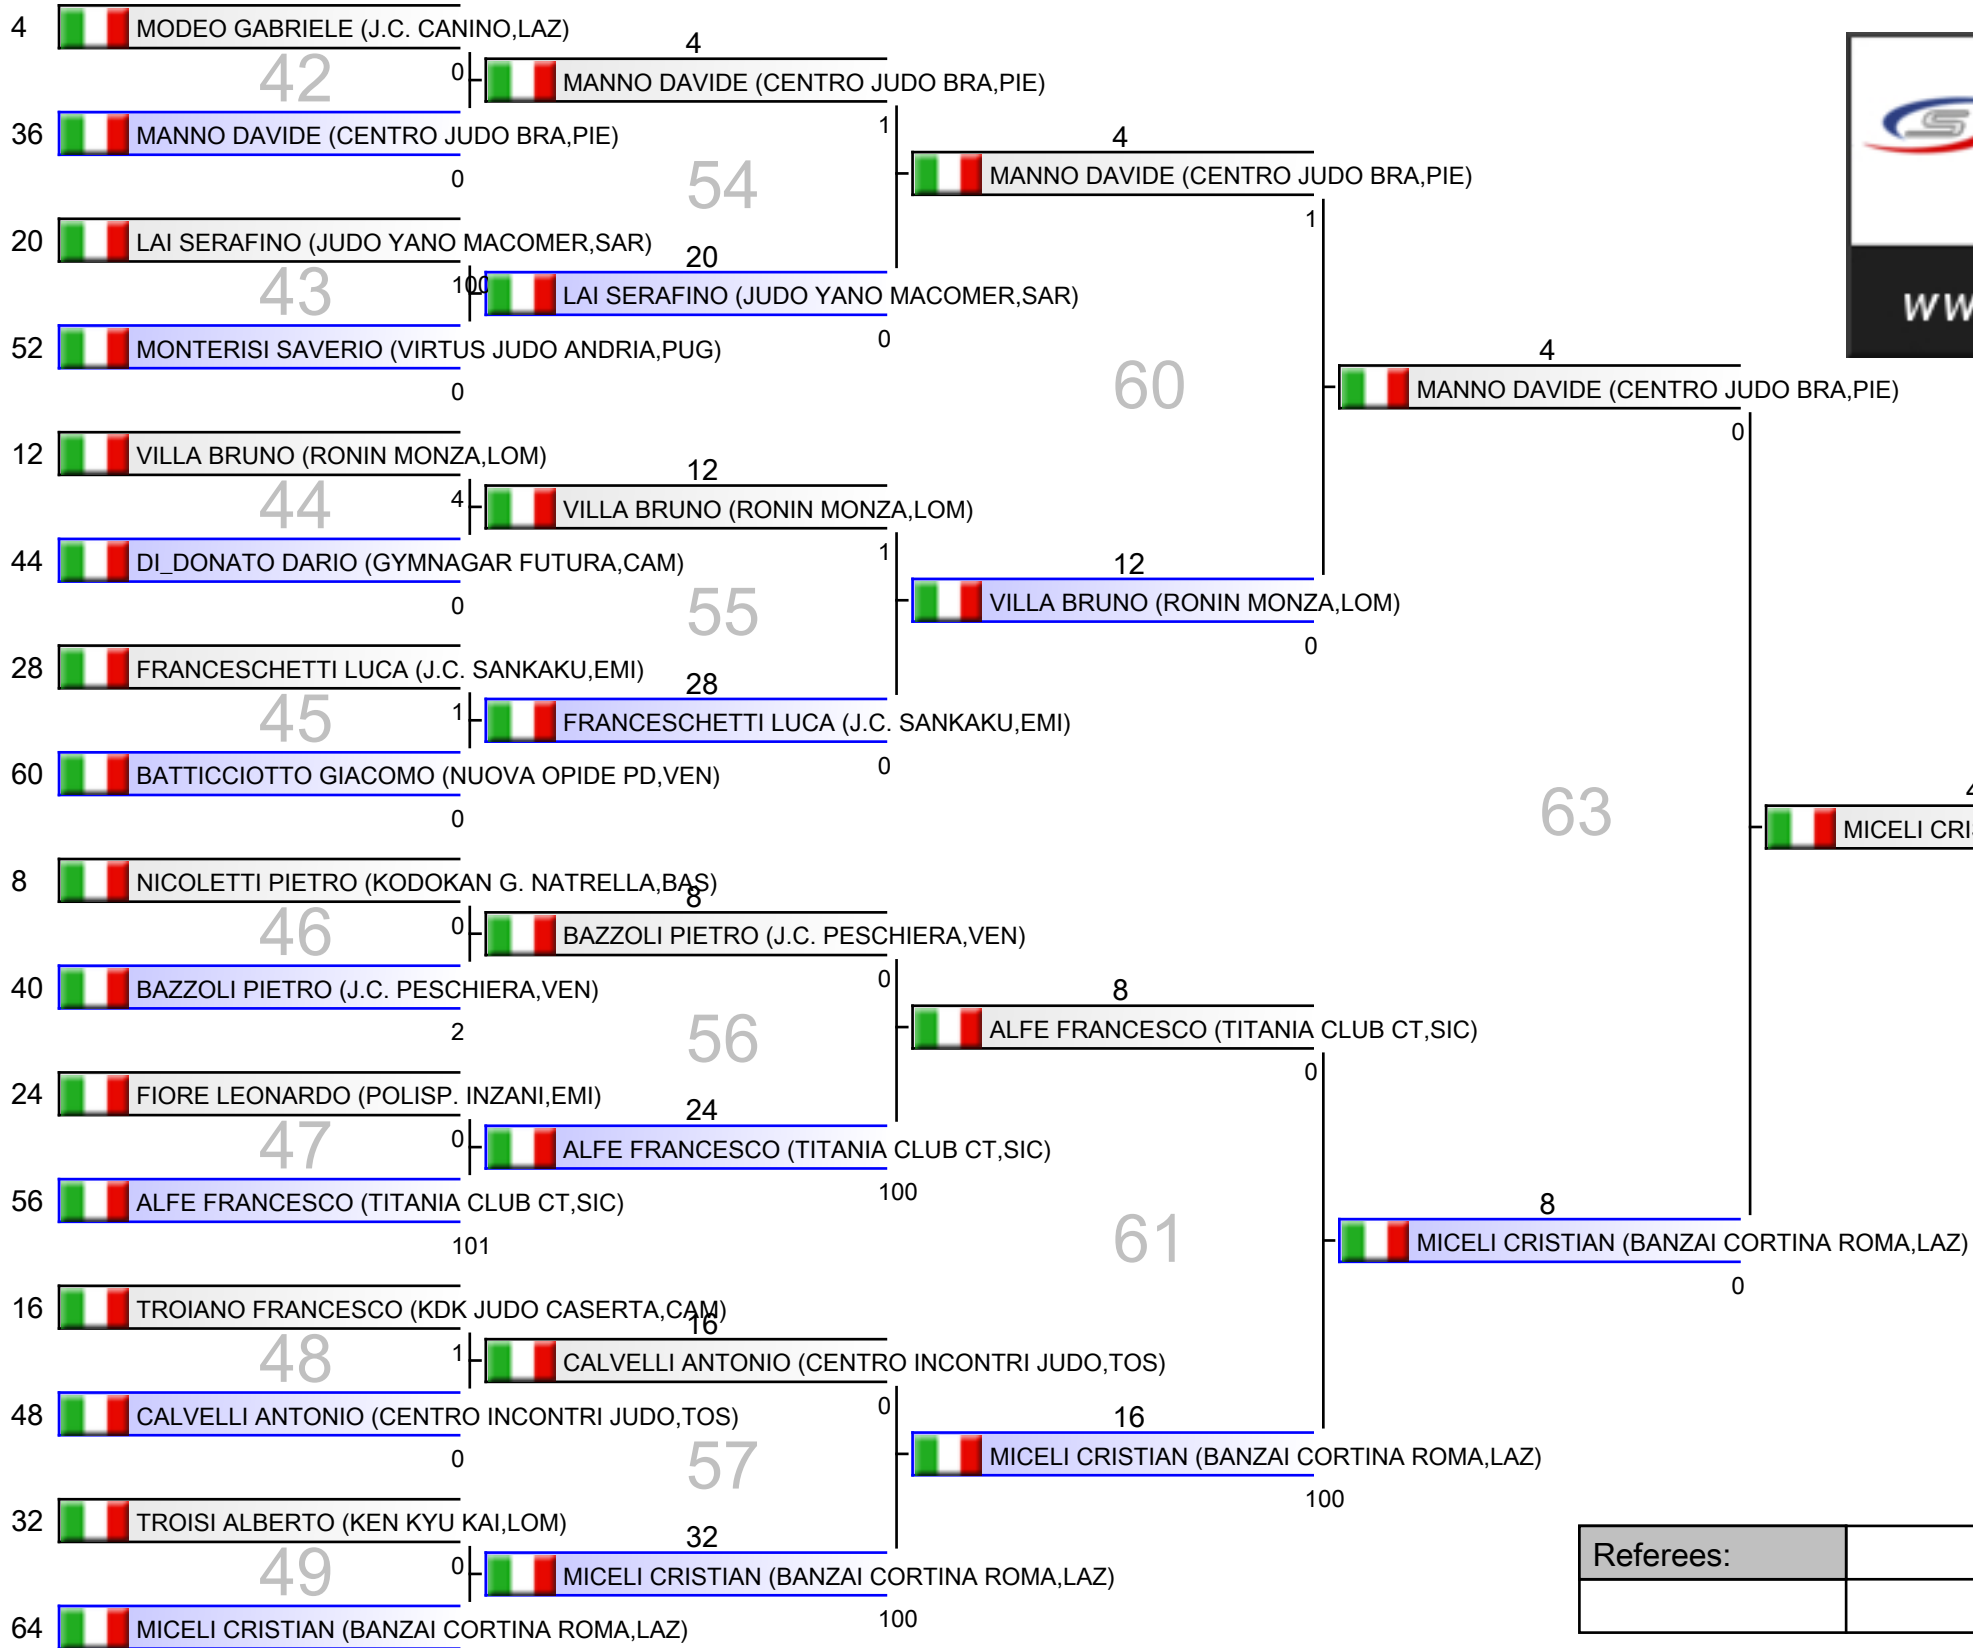 4 MODEO GABRIELE (J.C. CANINO,LAZ)
42
0
4
MANNO DAVIDE (CENTRO JUDO BRA,PIE)
36 MANNO DAVIDE (CENTRO JUDO BRA,PIE)
0
1
54
4
MANNO DAVIDE (CENTRO JUDO BRA,PIE)
1
20 LAI SERAFINO (JUDO YANO MACOMER,SAR)
43
100
20
LAI SERAFINO (JUDO YANO MACOMER,SAR)
0
52 MONTERISI SAVERIO (VIRTUS JUDO ANDRIA,PUG)
0
60
4
MANNO DAVIDE (CENTRO JUDO BRA,PIE)
0
12 VILLA BRUNO (RONIN MONZA,LOM)
44
4
12
VILLA BRUNO (RONIN MONZA,LOM)
1
44 DI_DONATO DARIO (GYMNAGAR FUTURA,CAM)
0
55
12
VILLA BRUNO (RONIN MONZA,LOM)
0
28 FRANCESCHETTI LUCA (J.C. SANKAKU,EMI)
45
1
28
FRANCESCHETTI LUCA (J.C. SANKAKU,EMI)
0
60 BATTICCIOTTO GIACOMO (NUOVA OPIDE PD,VEN)
0
63
MICELI CRI
8 NICOLETTI PIETRO (KODOKAN G. NATRELLA,BAS)
46
0
8
BAZZOLI PIETRO (J.C. PESCHIERA,VEN)
0
40 BAZZOLI PIETRO (J.C. PESCHIERA,VEN)
2
56
8
ALFE FRANCESCO (TITANIA CLUB CT,SIC)
0
24 FIORE LEONARDO (POLISP. INZANI,EMI)
47
0
24
ALFE FRANCESCO (TITANIA CLUB CT,SIC)
100
56 ALFE FRANCESCO (TITANIA CLUB CT,SIC)
101
61
8
MICELI CRISTIAN (BANZAI CORTINA ROMA,LAZ)
0
16 TROIANO FRANCESCO (KDK JUDO CASERTA,CAM)
48
1
16
CALVELLI ANTONIO (CENTRO INCONTRI JUDO,TOS)
0
48 CALVELLI ANTONIO (CENTRO INCONTRI JUDO,TOS)
0
57
16
MICELI CRISTIAN (BANZAI CORTINA ROMA,LAZ)
100
32 TROISI ALBERTO (KEN KYU KAI,LOM)
49
0
32
MICELI CRISTIAN (BANZAI CORTINA ROMA,LAZ)
100
64 MICELI CRISTIAN (BANZAI CORTINA ROMA,LAZ)
S
ww
Referees: